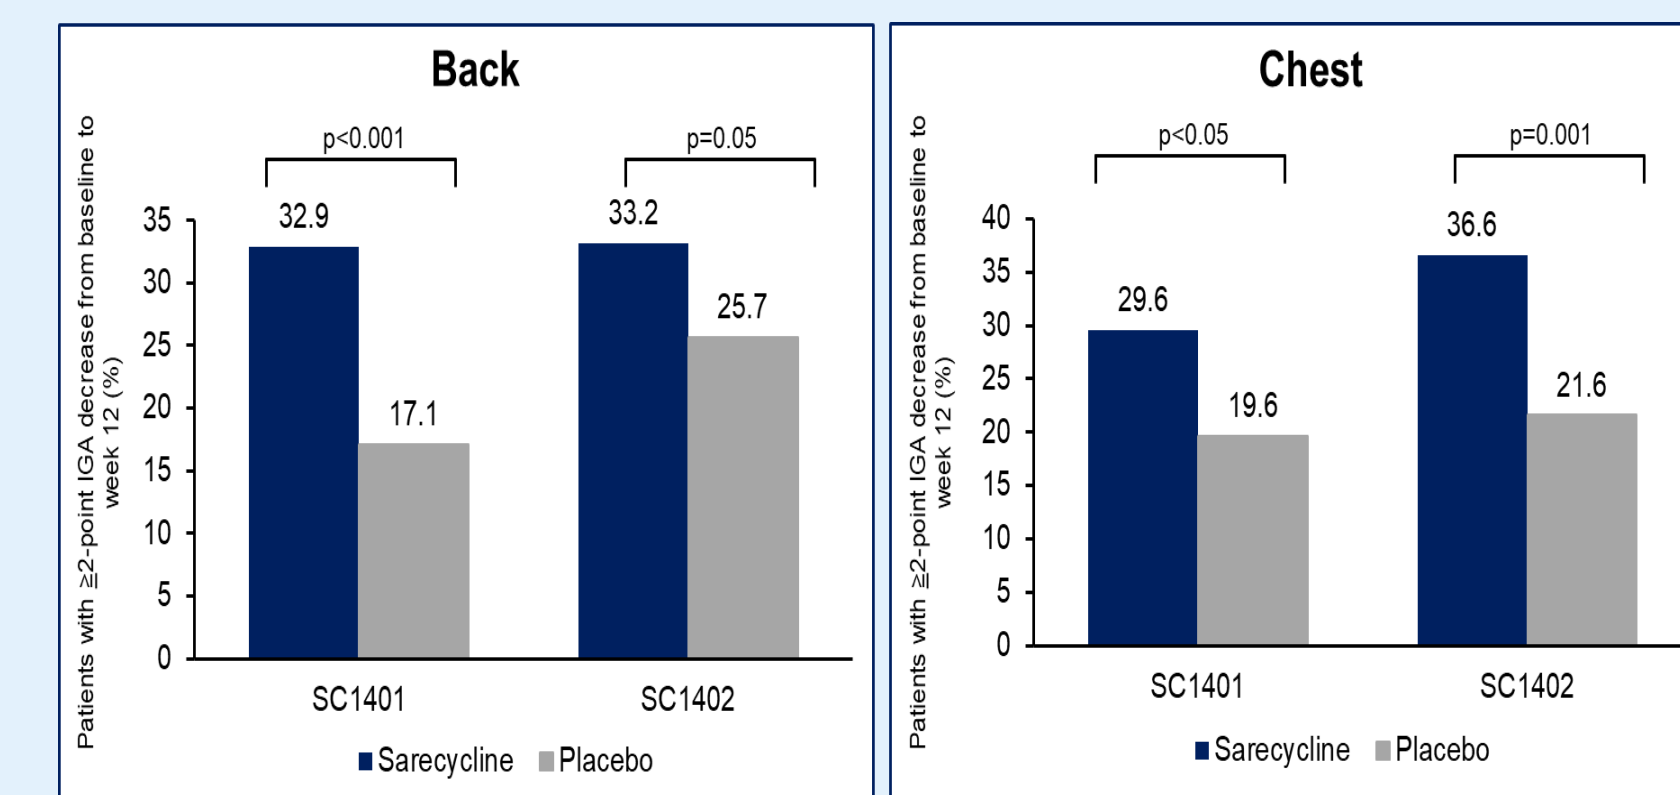 Back
Patients with ≥2-point IGA decrease from baseline to
week 12 (%)
p<0.001
p=0.05
35
30
25
20
15
10
5
0
32.9
17.1
33.2
25.7
SC1401
SC1402
Sarecycline
Placebo
Chest
Patients with ≥2-point IGA decrease from baseline to
week 12 (%)
p<0.05
p=0.001
40
35
30
25
20
15
10
5
0
29.6
19.6
36.6
21.6
SC1401
SC1402
Sarecycline
Placebo